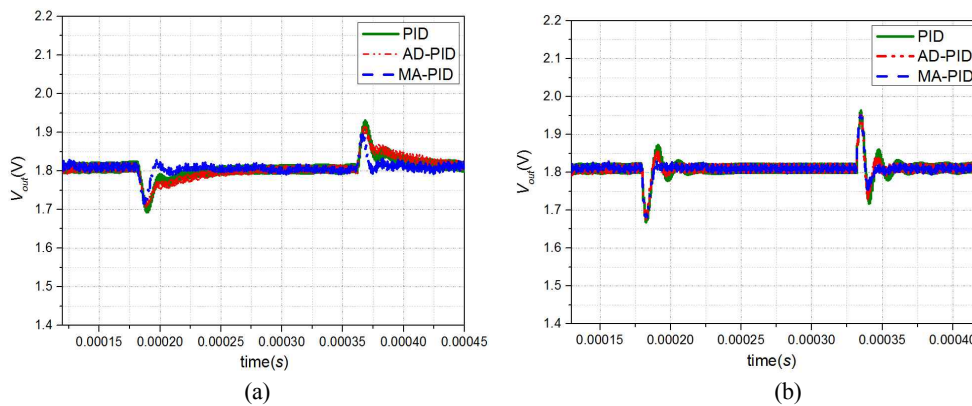 2.2
2.1
2.0
1.9
1.8
1.7
1.6
1.5
1.4
V_out(V)
PID
AD-PID
MA-PID
0.00015 0.00020 0.00025 0.00030 0.00035 0.00040 0.00045
time(s)
(a)
2.2
2.1
2.0
1.9
1.8
1.7
1.6
1.5
1.4
V_out(V)
PID
AD-PID
MA-PID
0.00015 0.00020 0.00025 0.00030 0.00035 0.00040
time(s)
(b)